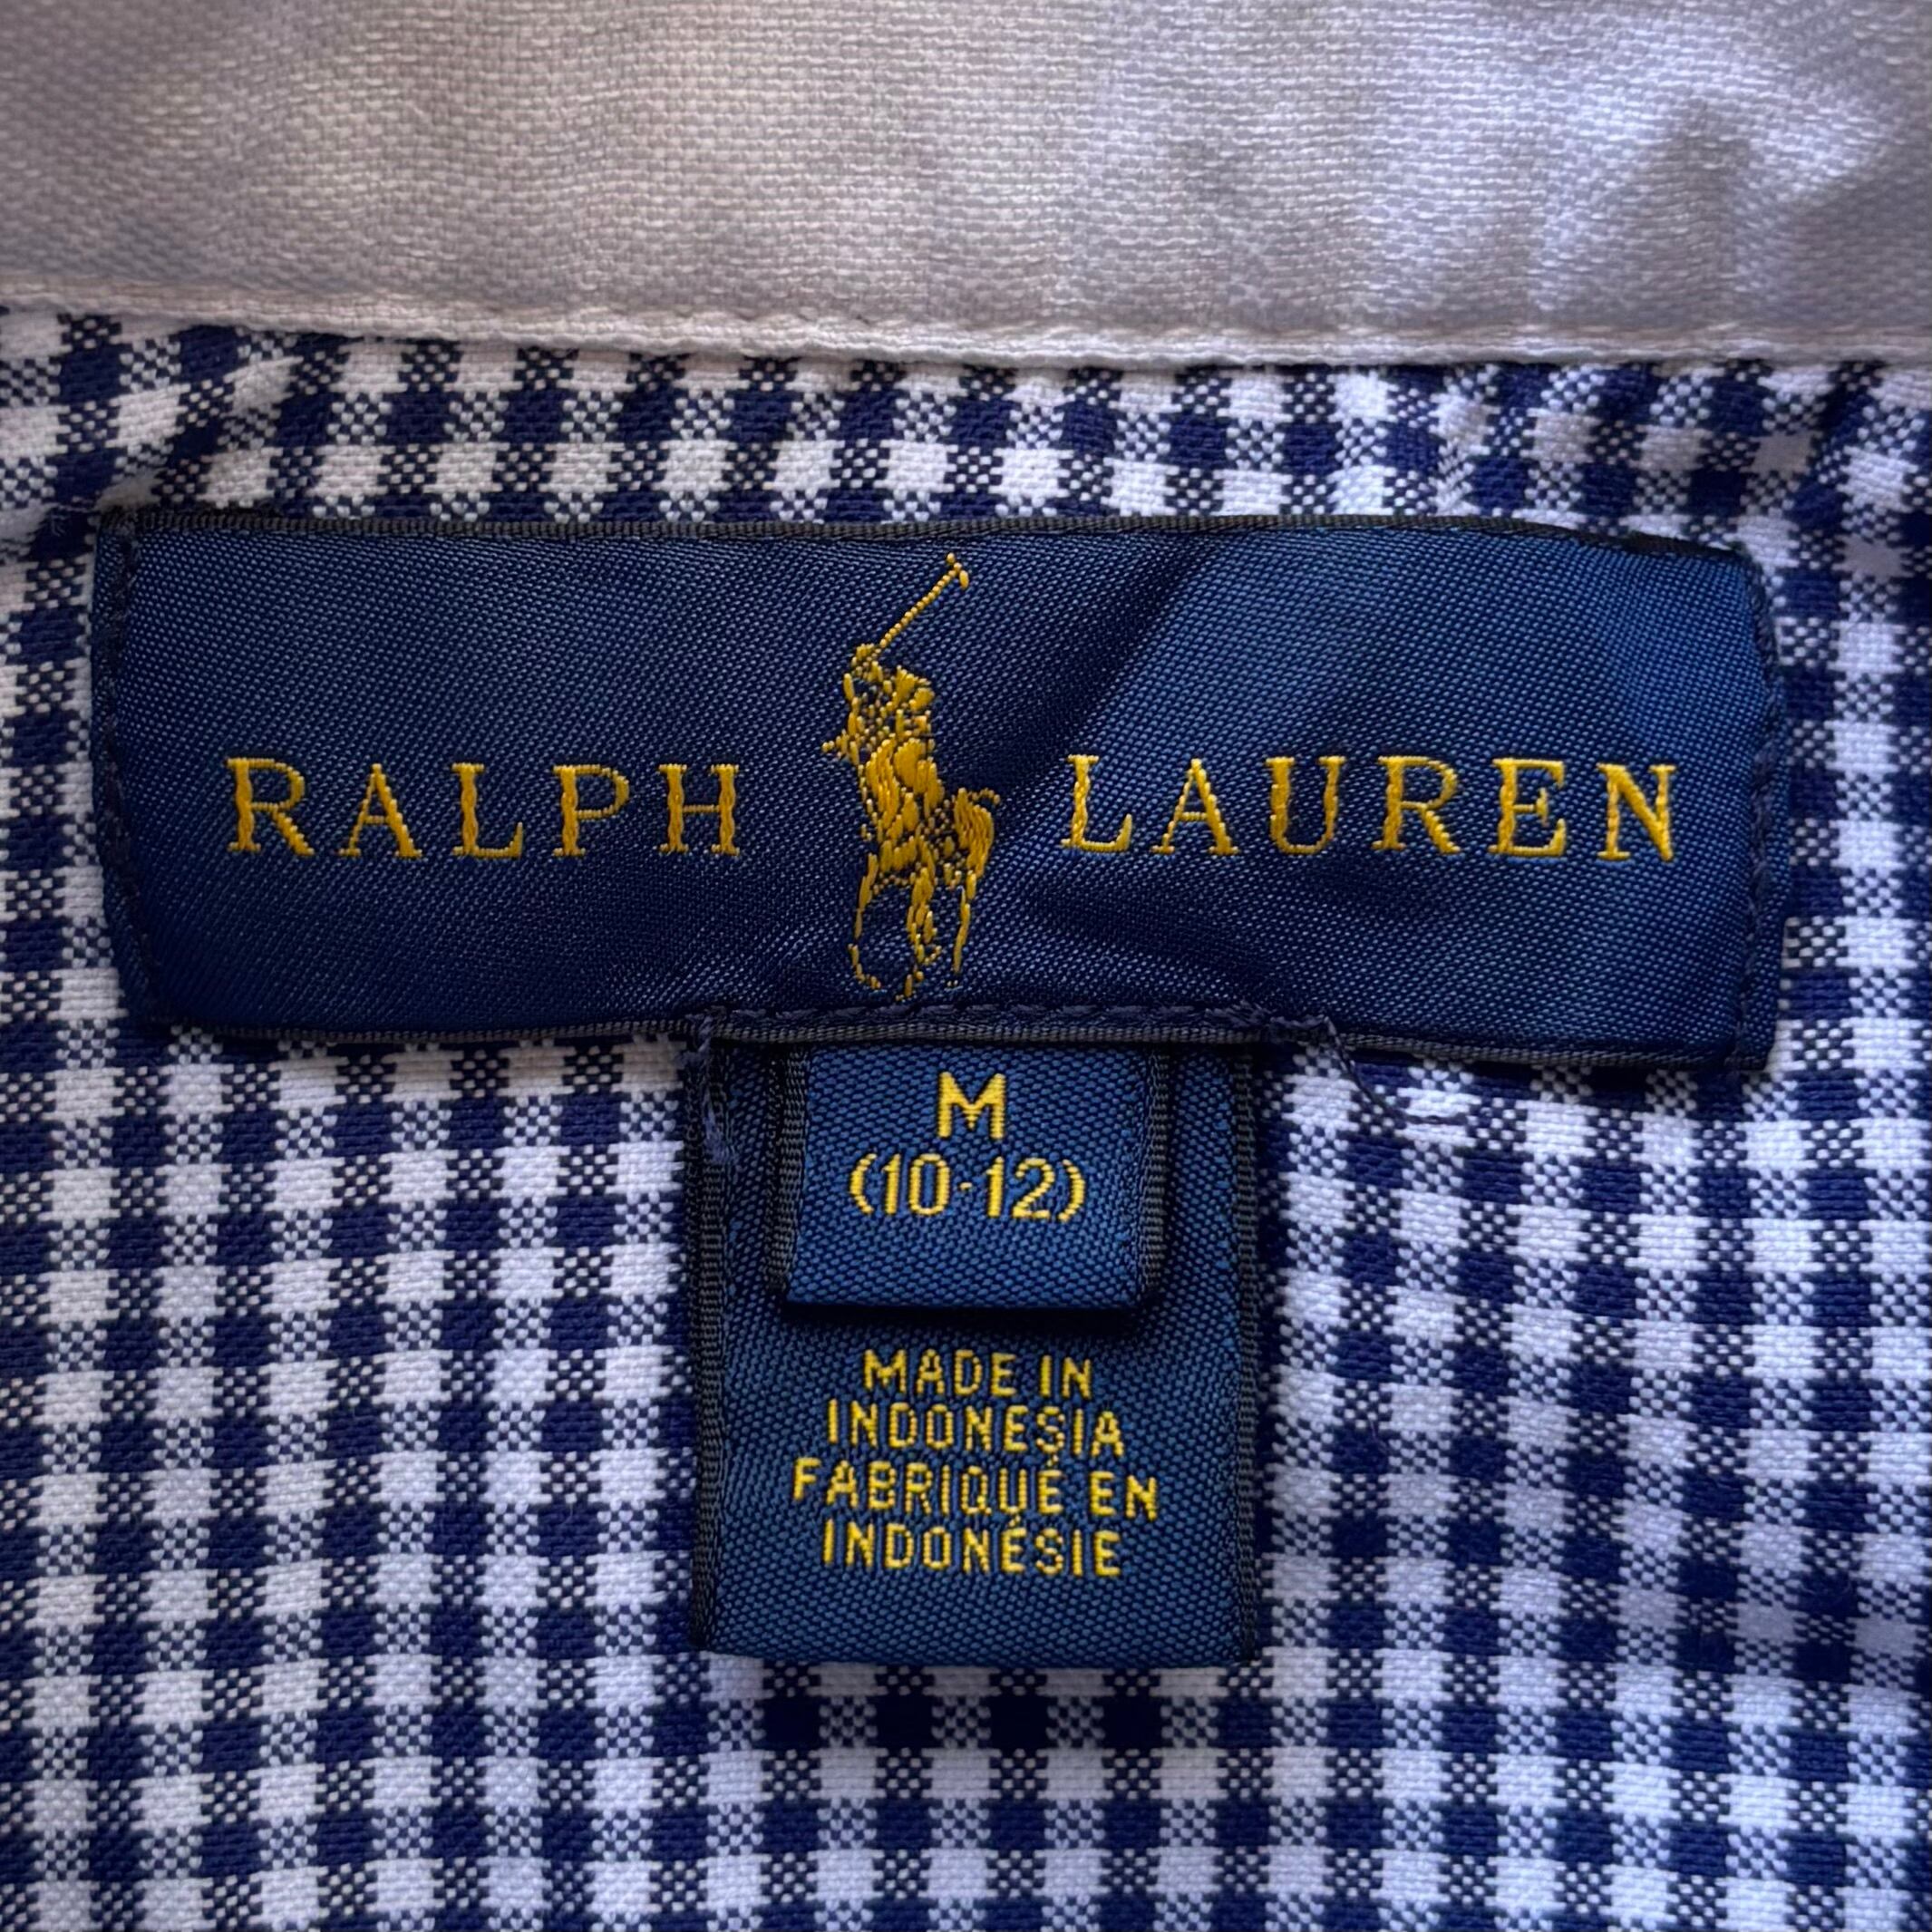 RALPH LAUREN
M
(10-12)
MADE IN
INDONESIA
FABRIQUÉ EN
INDONÉSIE